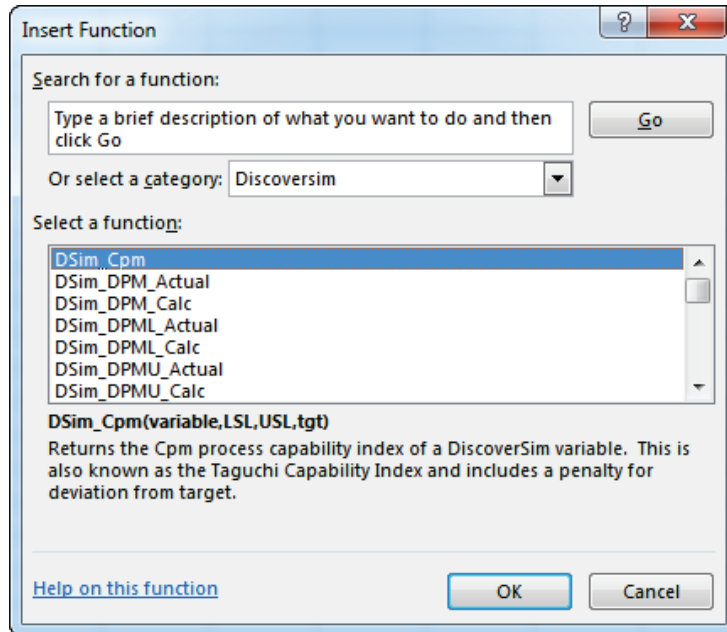 Insert Function
Search for a function:
Type a brief description of what you want to do and then
click Go
Go
Or select a category: Discoversim
Select a function:
DSim_Cpm
DSim_DPM_Actual
DSim_DPM_Calc
DSim_DPML_Actual
DSim_DPML_Calc
DSim_DPMU_Actual
DSim_DPMU_Calc
DSim_Cpm(variable,LSL,USL,tgt)
Returns the Cpm process capability index of a DiscoverSim variable. This is
also known as the Taguchi Capability Index and includes a penalty for
deviation from target.
Help on this function
OK
Cancel